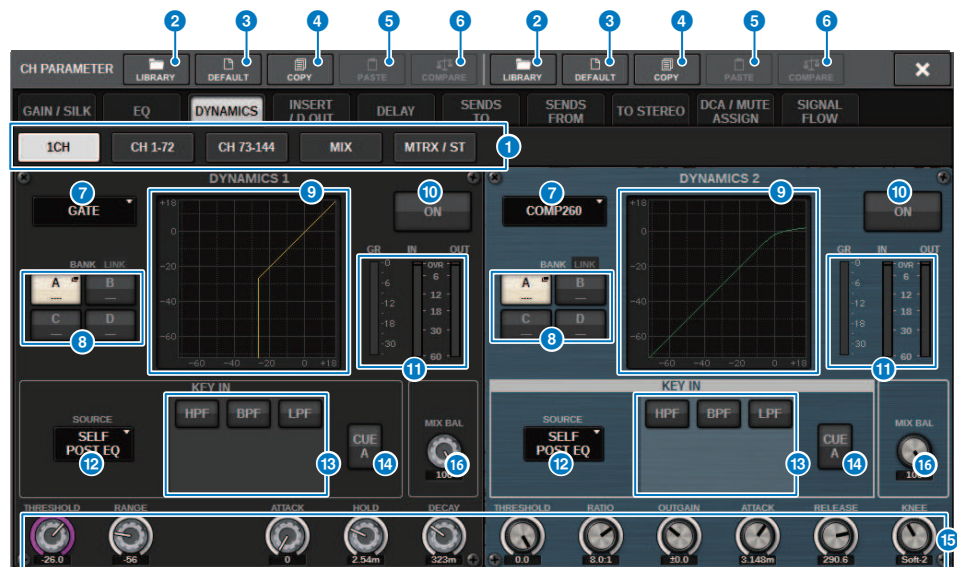 2 3 4 5 6 2 3 4 5 6
CH PARAMETER LIBRARY DEFAULT COPY PASTE COMPARE LIBRARY DEFAULT COPY PASTE COMPARE ×
GAIN / SILK EQ DYNAMICS INSERT / D OUT DELAY SENDS TO SENDS FROM TO STEREO DCA / MUTE ASSIGN SIGNAL FLOW
1CH CH 1-72 CH 73-144 MIX MTRX / ST 1
DYNAMICS 1
7 9 10
GATE
ON
+18
0
-20
-40
-60
-60 -40 -20 0 +18
BANK LINK
A B
C D
8
GR IN OUT
0 OVR
-6 6
-12 12
-18 18
-30 30
60
11
KEY IN
SOURCE
SELF
POST EQ
12
HPF BPF LPF
13
CUE
A
14
MIX BAL
16
100
THRESHOLD RANGE ATTACK HOLD DECAY
-26.0 -56 0 2.54m 323m
DYNAMICS 2
7 9 10
COMP260
ON
+18
0
-20
-40
-60
-60 -40 -20 0 +18
BANK LINK
A B
C D
8
GR IN OUT
0 OVR
-6 6
-12 12
-18 18
-30 30
60
11
KEY IN
SOURCE
SELF
POST EQ
12
HPF BPF LPF
13
CUE
A
14
MIX BAL
16
100
THRESHOLD RATIO OUTGAIN ATTACK RELEASE KNEE
0.0 8.0:1 ±0.0 3.148m 290.6 Soft-2
15